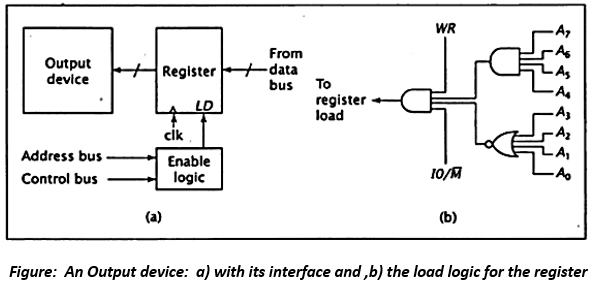 Output
device
Register
LD
clk
From
data
bus
Address bus
Control bus
Enable
logic
(a)
WR
To
register
load
IO/M̅
A7
A6
A5
A4
A3
A2
A1
A0
(b)
Figure: An Output device: a) with its interface and ,b) the load logic for the register